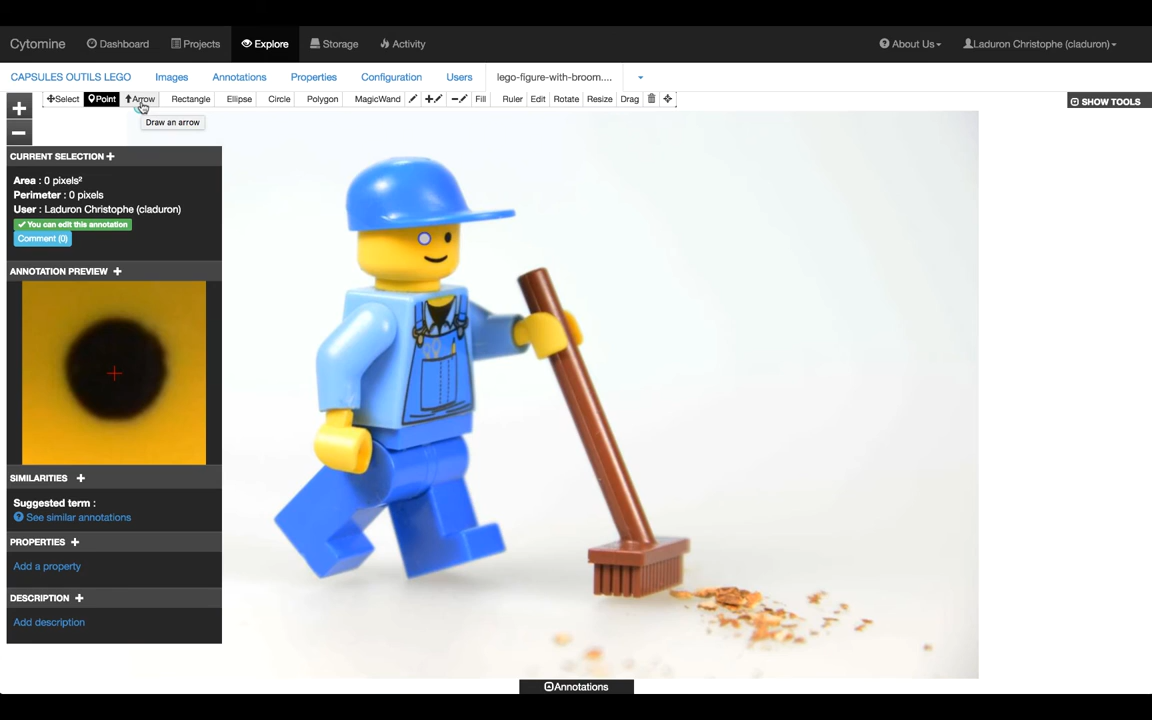 Cytomine Dashboard Projects Explore Storage Activity About Us Laduron Christophe (claduron)
CAPSULES OUTILS LEGO Images Annotations Properties Configuration Users lego-figure-with-broom....
Select Point Arrow Rectangle Ellipse Circle Polygon MagicWand Fill Ruler Edit Rotate Resize Drag
SHOW TOOLS
Draw an arrow
CURRENT SELECTION
Area : 0 pixels²
Perimeter : 0 pixels
User : Laduron Christophe (claduron)
You can edit this annotation
Comment (0)
ANNOTATION PREVIEW
SIMILARITIES
Suggested term :
See similar annotations
PROPERTIES
Add a property
DESCRIPTION
Add description
Annotations